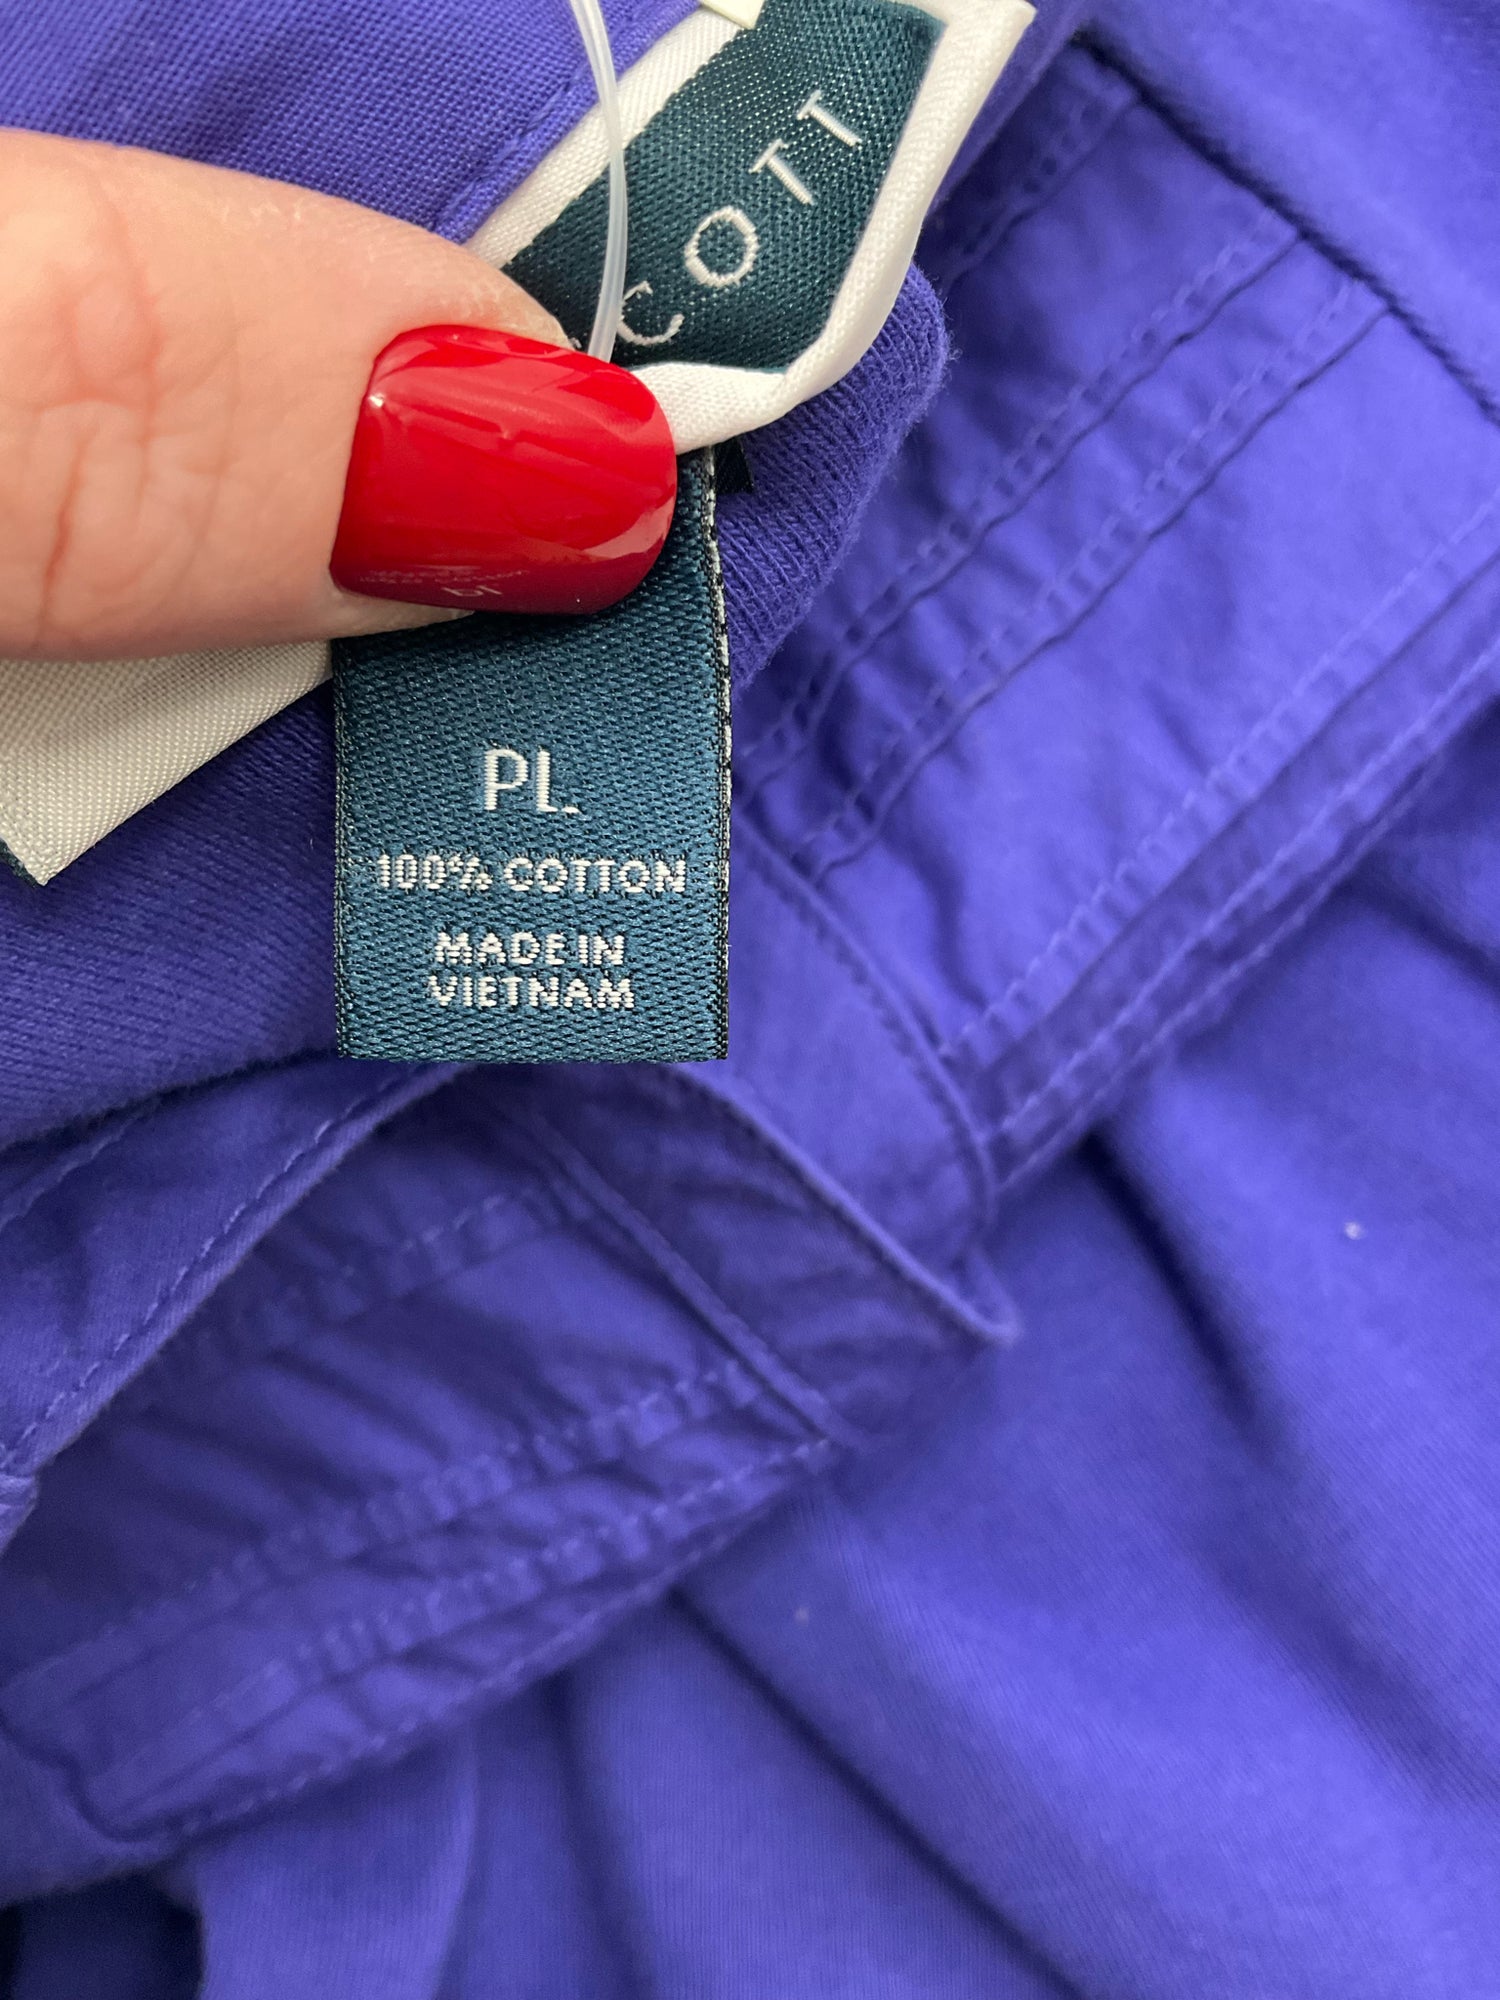 COTT
PL
100% COTTON
MADE IN
VIETNAM